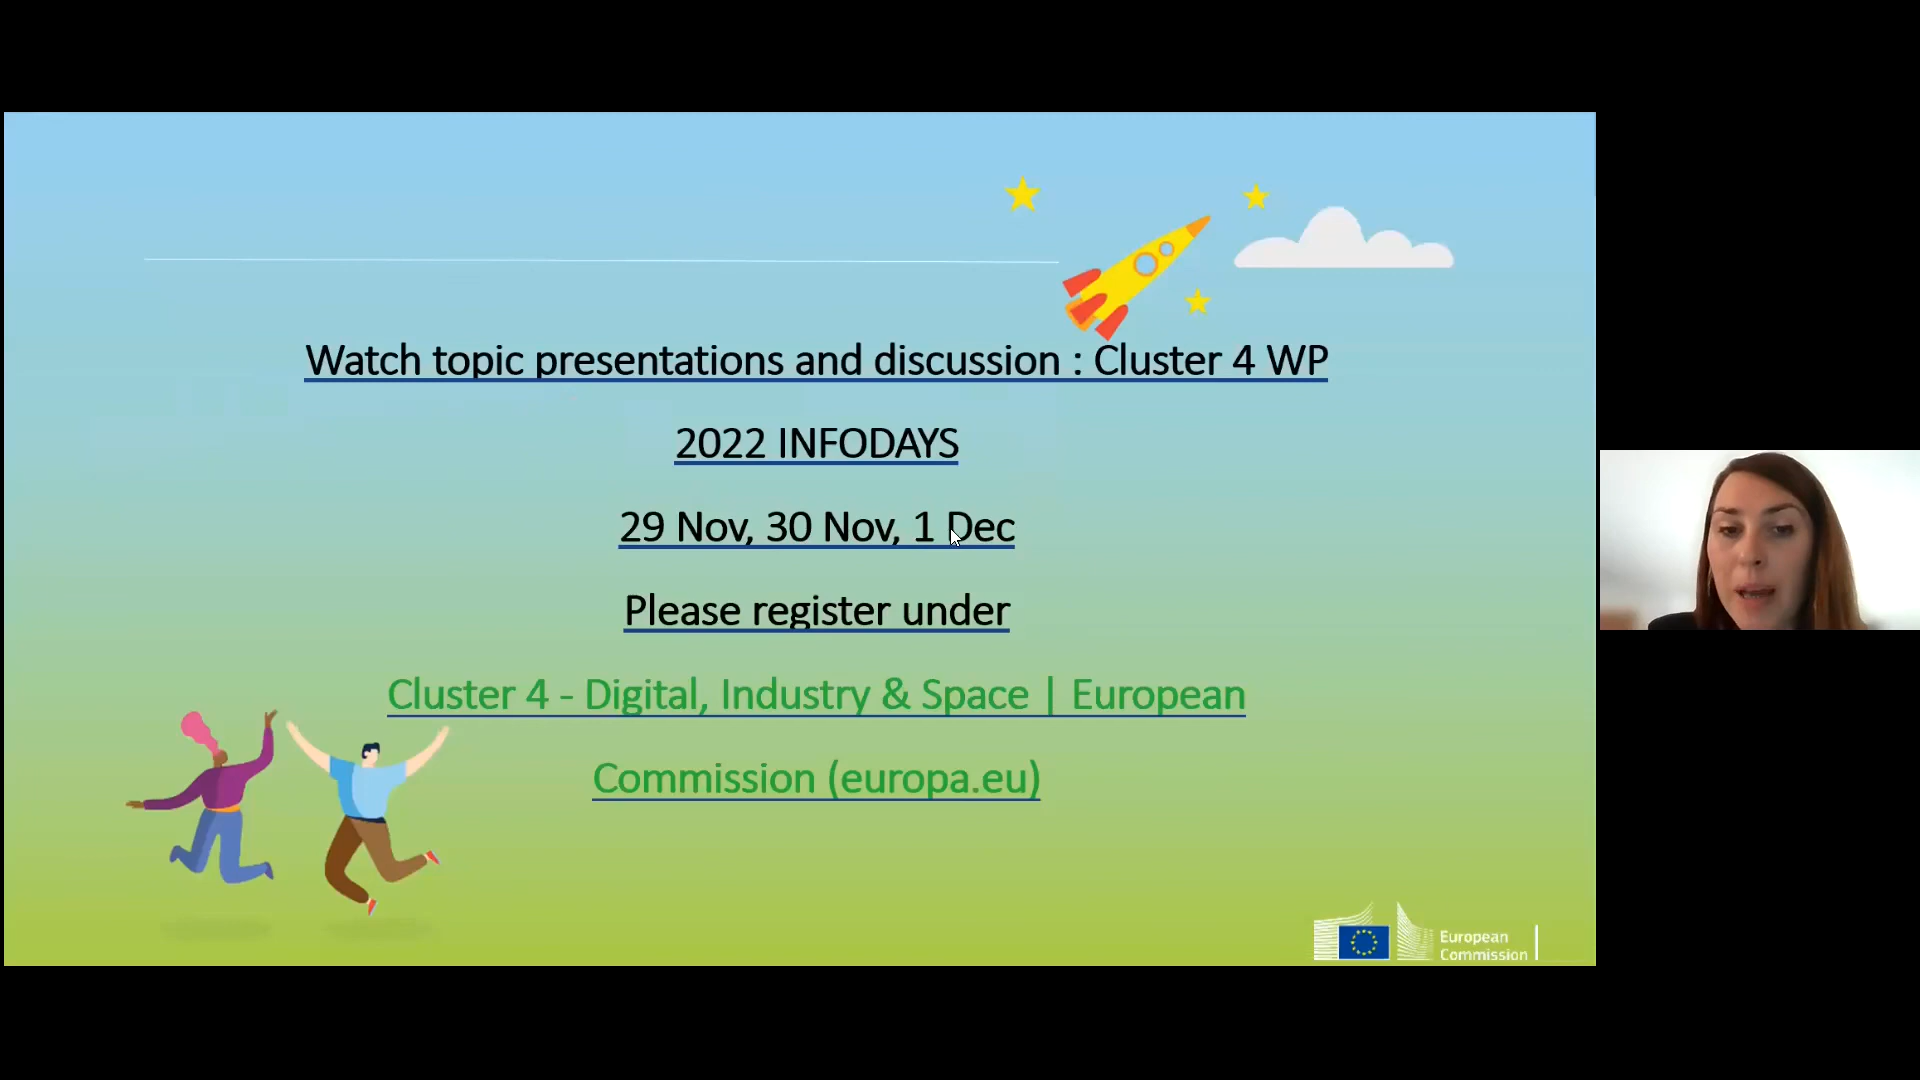 Watch topic presentations and discussion : Cluster 4 WP
2022 INFODAYS
29 Nov, 30 Nov, 1 Dec
Please register under
Cluster 4 - Digital, Industry & Space | European
Commission (europa.eu)
European
Commission